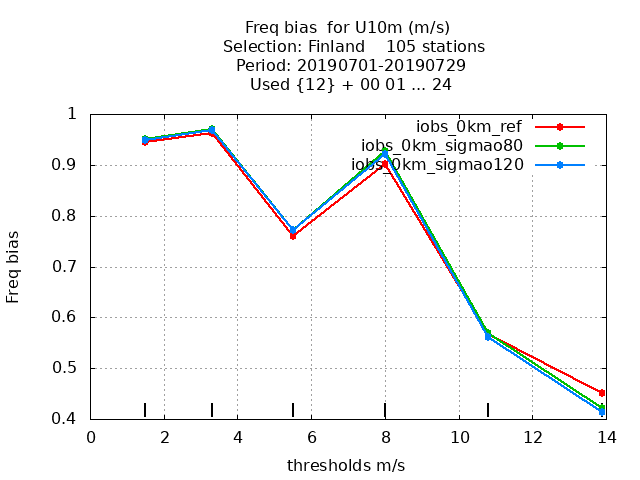 Freq bias  for U10m (m/s)
Selection: Finland    105 stations
Period: 20190701-20190729
Used {12} + 00 01 ... 24
iobs_0km_ref
iobs_0km_sigmao80
iobs_0km_sigmao120
Freq bias
1
0.9
0.8
0.7
0.6
0.5
0.4
0 2 4 6 8 10 12 14
thresholds m/s